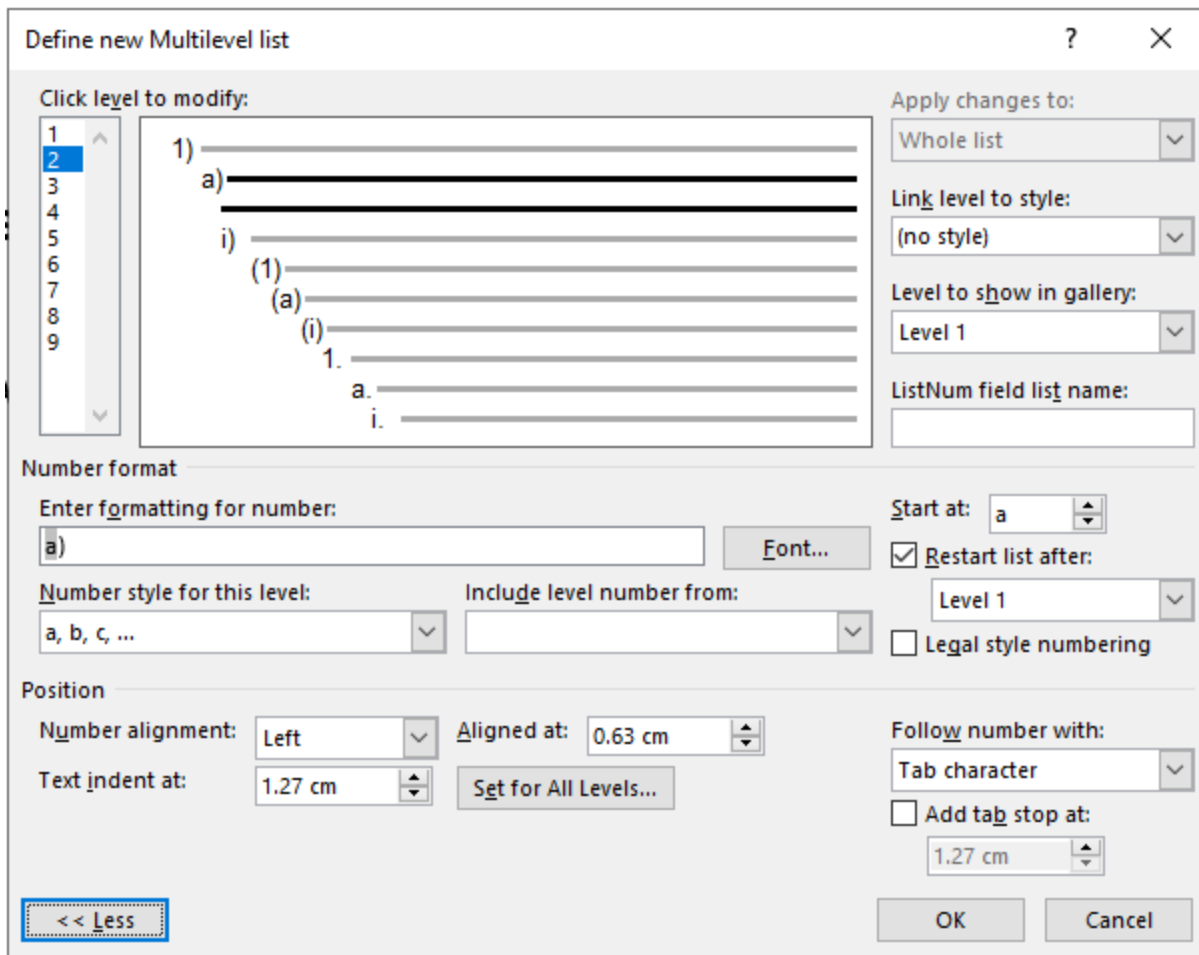 Define new Multilevel list ? ×
Click level to modify:
1
2
3
4
5
6
7
8
9
1)
a)
i)
(1)
(a)
(i)
1.
a.
i.
Apply changes to:
Whole list
Link level to style:
(no style)
Level to show in gallery:
Level 1
ListNum field list name:
Number format
Enter formatting for number:
a)
Font...
Start at: a
Restart list after:
Level 1
Number style for this level:
a, b, c, ...
Include level number from:
Legal style numbering
Position
Number alignment: Left
Aligned at: 0.63 cm
Text indent at: 1.27 cm
Set for All Levels...
Follow number with:
Tab character
Add tab stop at:
1.27 cm
<< Less
OK
Cancel